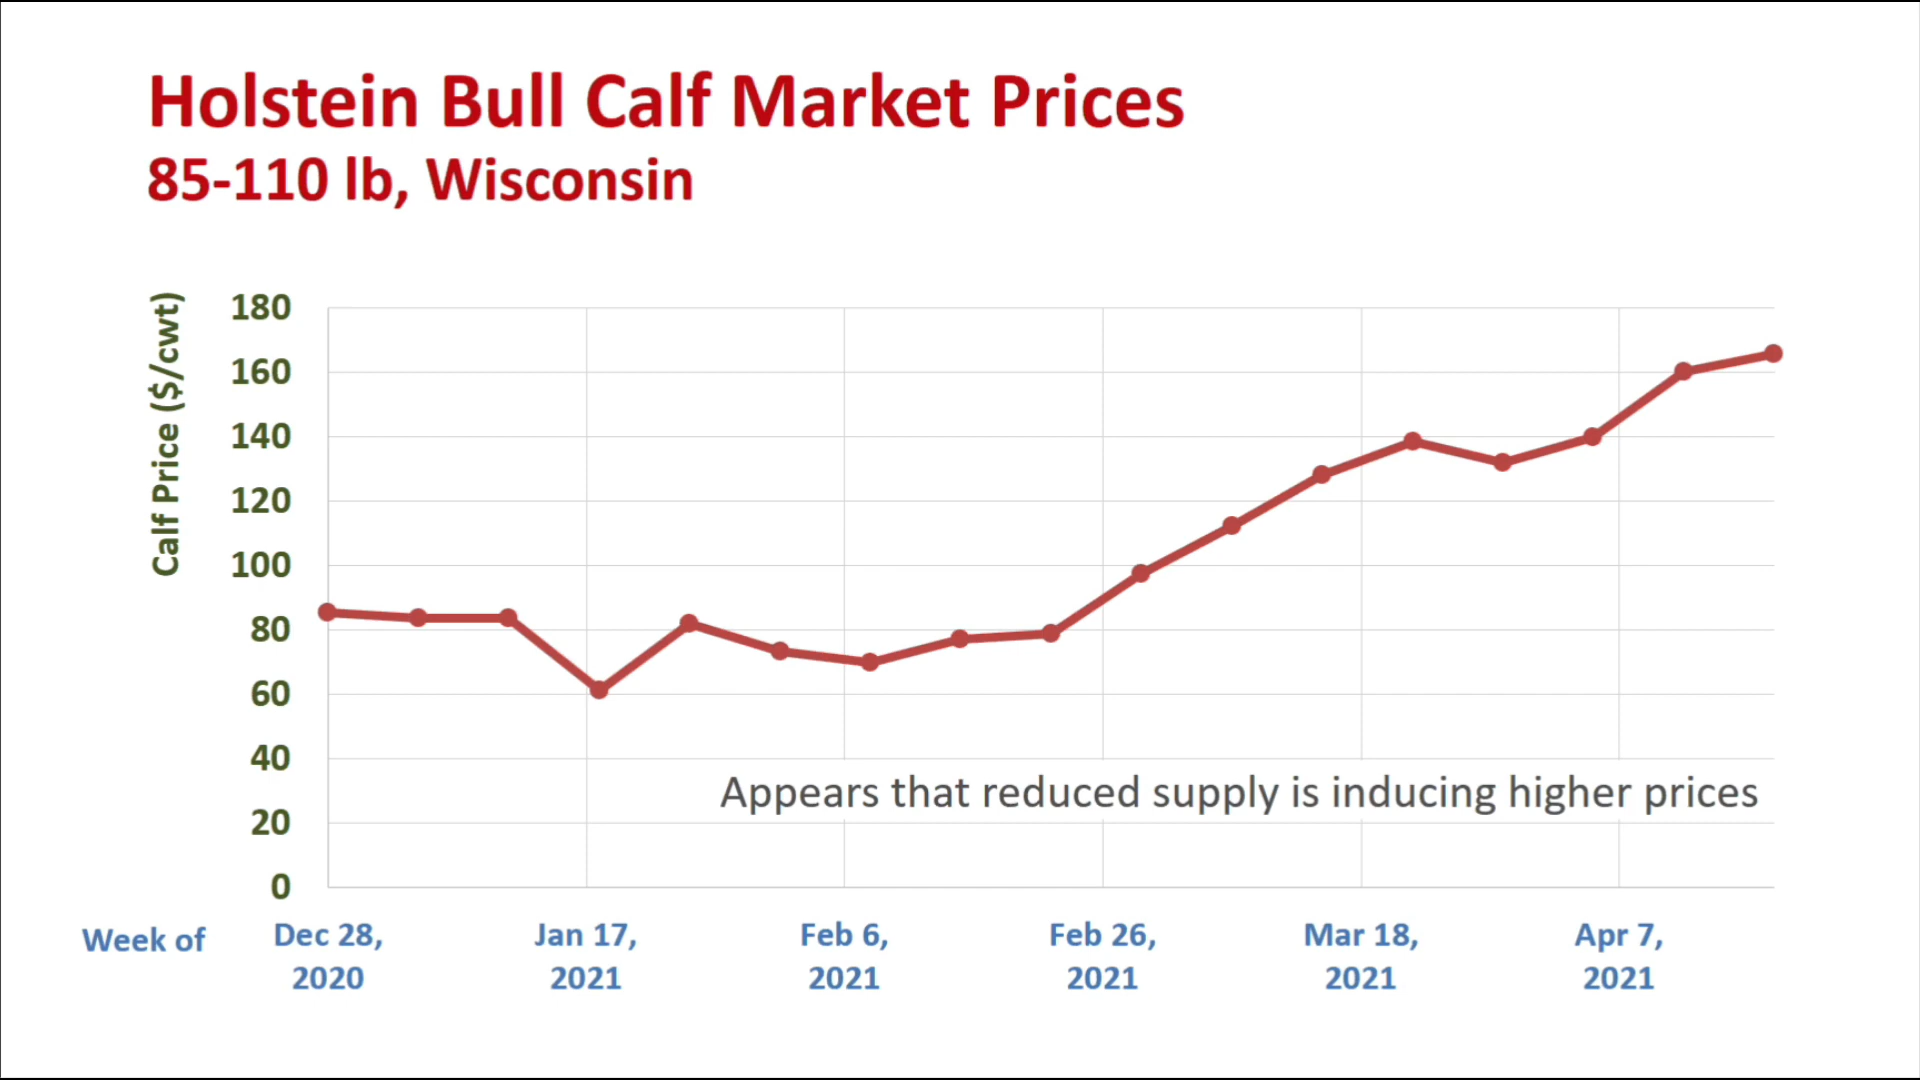 Holstein Bull Calf Market Prices
85-110 lb, Wisconsin
Calf Price ($/cwt)
180
160
140
120
100
80
60
40
20
0
Appears that reduced supply is inducing higher prices
Week of
Dec 28,
2020
Jan 17,
2021
Feb 6,
2021
Feb 26,
2021
Mar 18,
2021
Apr 7,
2021